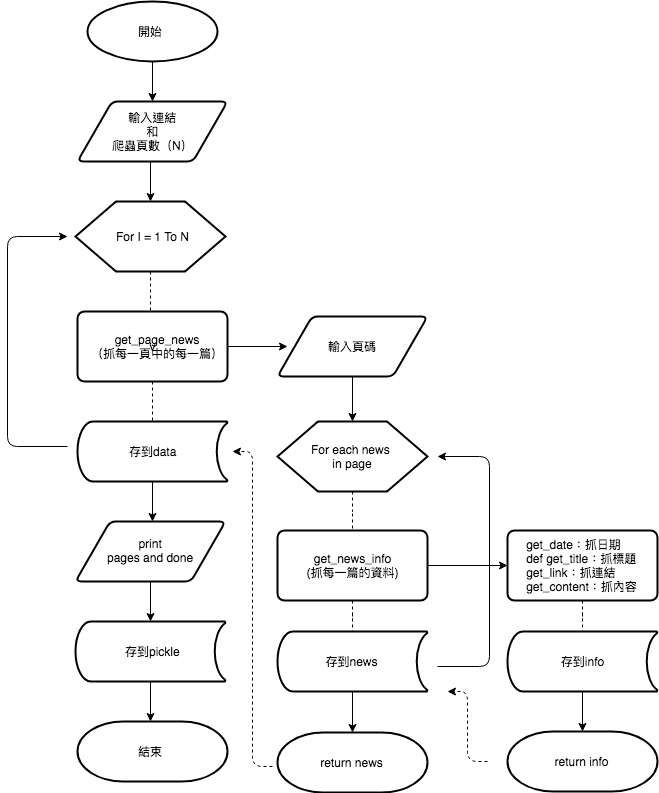 開始
輸入連結
和
爬蟲頁數（N）
For I = 1 To N
get_page_news
（抓每一頁中的每一篇）
存到data
print
pages and done
存到pickle
結束
輸入頁碼
For each news
in page
get_news_info
(抓每一篇的資料)
存到news
return news
get_date：抓日期
def get_title：抓標題
get_link：抓連結
get_content：抓內容
存到info
return info